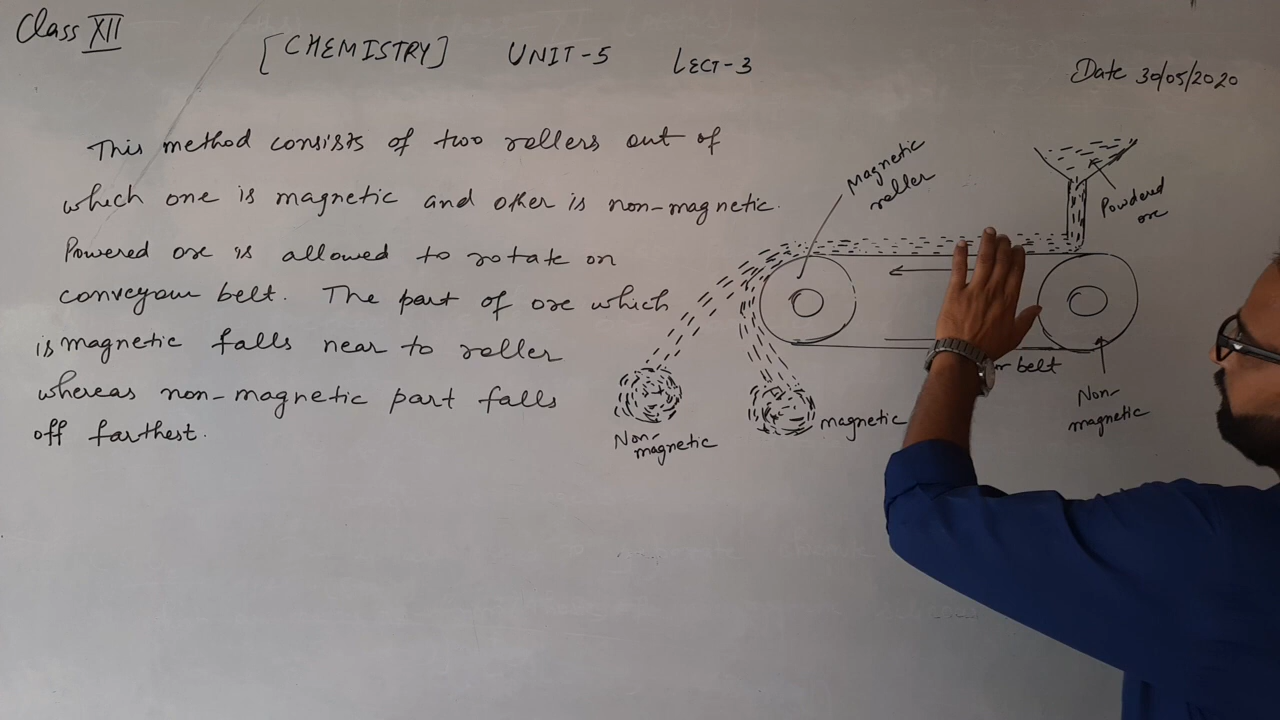 Class XII
[CHEMISTRY] UNIT-5 LECT-3
Date 30/05/2020
This method consists of two rollers out of
which one is magnetic and other is non-magnetic.
Powered ore is allowed to rotate on
conveyour belt. The part of ore which
is magnetic falls near to roller
whereas non-magnetic part falls
off farthest.
Magnetic
roller
Powdered
ore
belt
Non-
magnetic
magnetic
Non-
magnetic